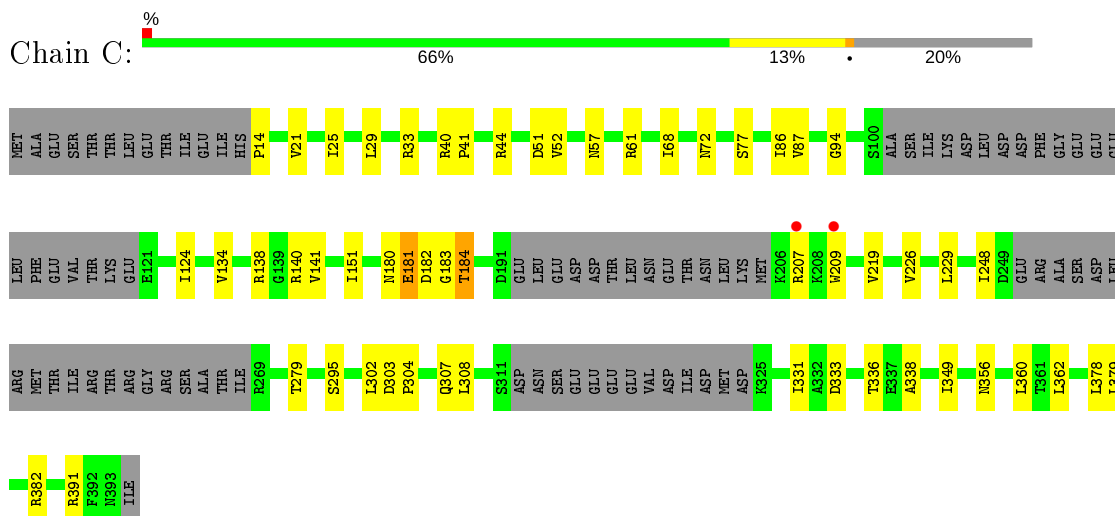 %
Chain C:
66% 13% • 20%
MET ALA GLU SER THR THR LEU GLU THR ILE GLU ILE HIS P14 V21 I25 L29 R33 R40 P41 R44 D51 V52 N57 R61 I68 N72 S77 I86 V87 G94 S100 ALA SER ILE LYS ASP LEU ASP ASP PHE GLY GLU GLU GLU
LEU PHE GLU VAL THR LYS GLU E121 I124 V134 R138 G139 R140 V141 I151 N180 E181 D182 G183 T184 D191 GLU LEU GLU ASP ASP THR LEU ASN GLU THR ASN LEU LYS MET K206 R207 K208 W209 V219 V226 L229 I248 D249 GLU ARG ALA SER ASP LEU
ARG MET THR ILE ARG THR ARG GLY ARG SER ALA THR ILE R269 T279 S295 L302 D303 P304 Q307 L308 S311 ASP ASN SER GLU GLU GLU GLU VAL ASP ILE ASP MET ASP K325 I331 A332 D333 T336 E337 A338 I349 N356 L360 T361 L362 L378 L379
R382 R391 F392 N393 ILE